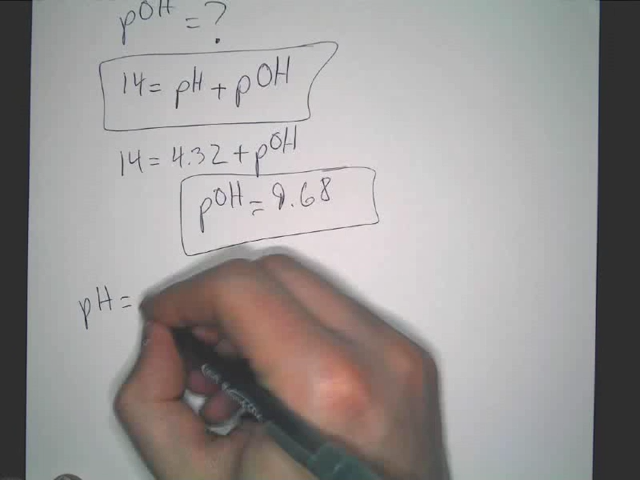 pOH = ?
14 = pH + pOH
14 = 4.32 + pOH
pOH = 9.68
pH =